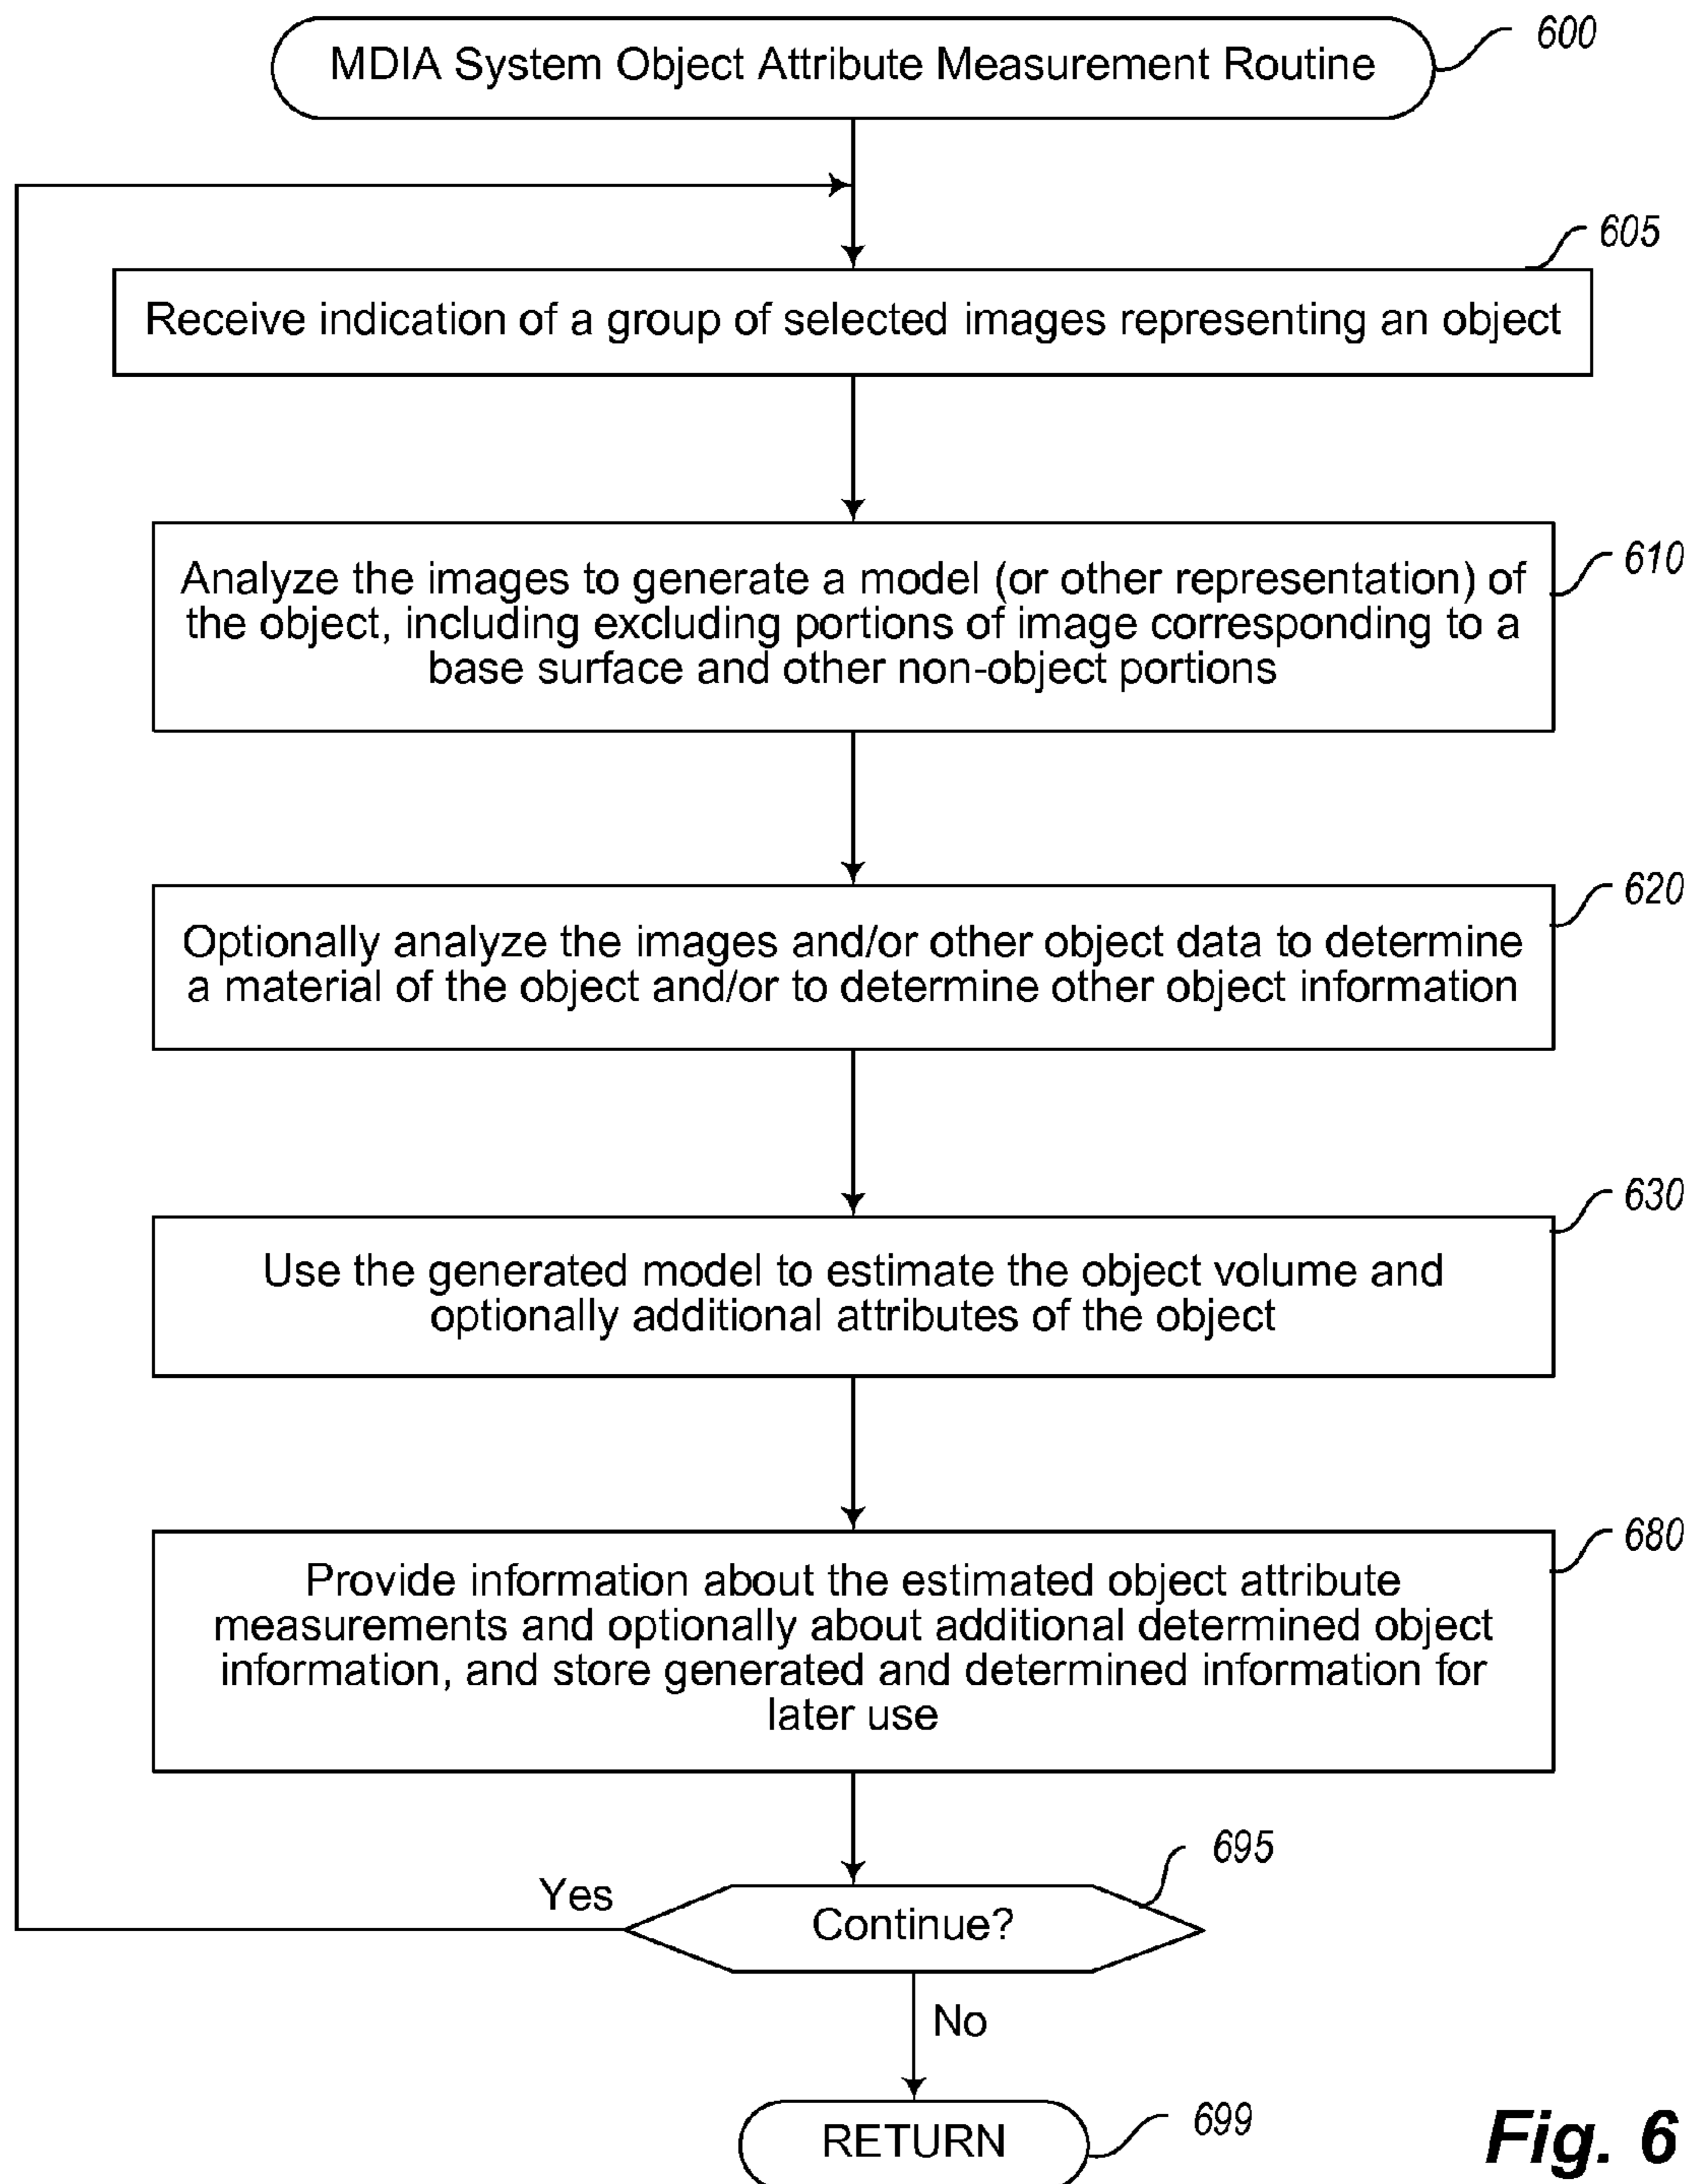 MDIA System Object Attribute Measurement Routine
600
605
Receive indication of a group of selected images representing an object
610
Analyze the images to generate a model (or other representation) of
the object, including excluding portions of image corresponding to a
base surface and other non-object portions
620
Optionally analyze the images and/or other object data to determine
a material of the object and/or to determine other object information
630
Use the generated model to estimate the object volume and
optionally additional attributes of the object
680
Provide information about the estimated object attribute
measurements and optionally about additional determined object
information, and store generated and determined information for
later use
695
Yes
Continue?
No
RETURN
699
Fig. 6